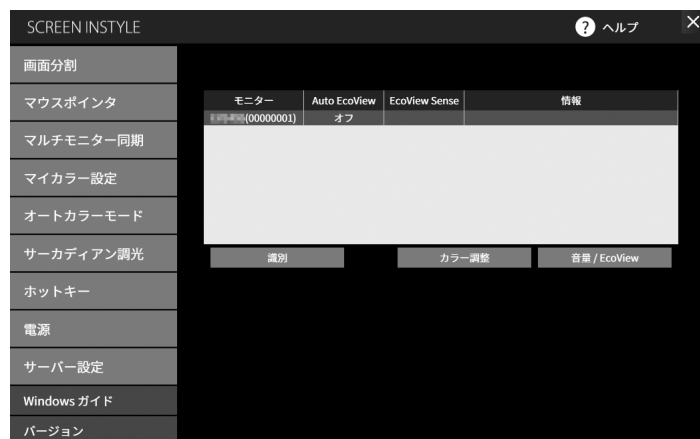 SCREEN INSTYLE
? ヘルプ ×
画面分割
マウスポインタ
マルチモニター同期
マイカラー設定
オートカラーモード
サーカディアン調光
ホットキー
電源
サーバー設定
Windows ガイド
バージョン
モニター Auto EcoView EcoView Sense 情報
(00000001) オフ
識別 カラー調整 音量 / EcoView